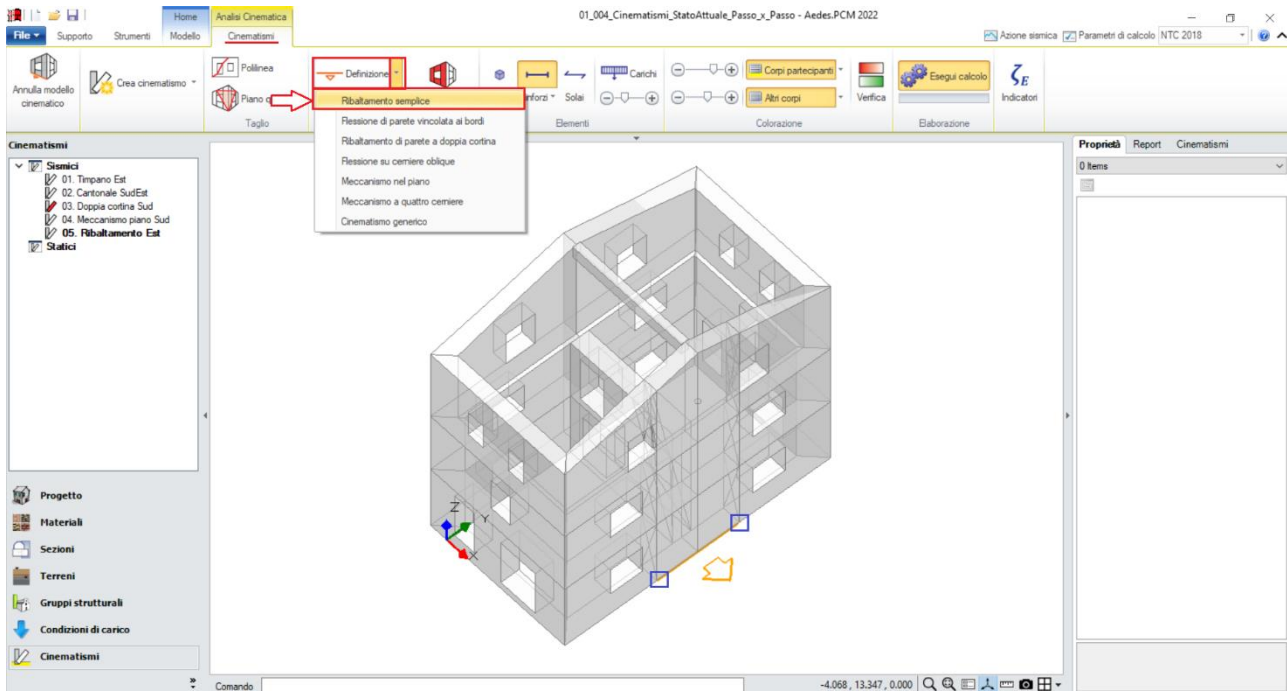 Home
Analisi Cinematica
01_004_Cinematismi_StatoAttuale_Passo_x_Passo - Aedes.PCM 2022
File
Supporto
Strumenti
Modello
Cinematismi
Azione sismica
Parametri di calcolo
NTC 2018
Annulla modello
cinematico
Crea cinematismo
Polilinea
Piano q
Taglio
Definizione
Ribaltamento semplice
Flessione di parete vincolata ai bordi
Ribaltamento di parete a doppia cortina
Flessione su cerniere oblique
Meccanismo nel piano
Meccanismo a quattro cerniere
Cinematismo generico
inforzi
Solai
Carichi
Elementi
Corpi partecipanti
Altri corpi
Verifica
Colorazione
Esegui calcolo
Elaborazione
ζE
Indicatori
Cinematismi
Sismici
01. Timpano Est
02. Cantonale SudEst
03. Doppia cortina Sud
04. Meccanismo piano Sud
05. Ribaltamento Est
Statici
Progetto
Materiali
Sezioni
Terreni
Gruppi strutturali
Condizioni di carico
Cinematismi
Z
Y
X
Proprietà
Report
Cinematismi
0 Items
Comando
-4.068 , 13.347 , 0.000